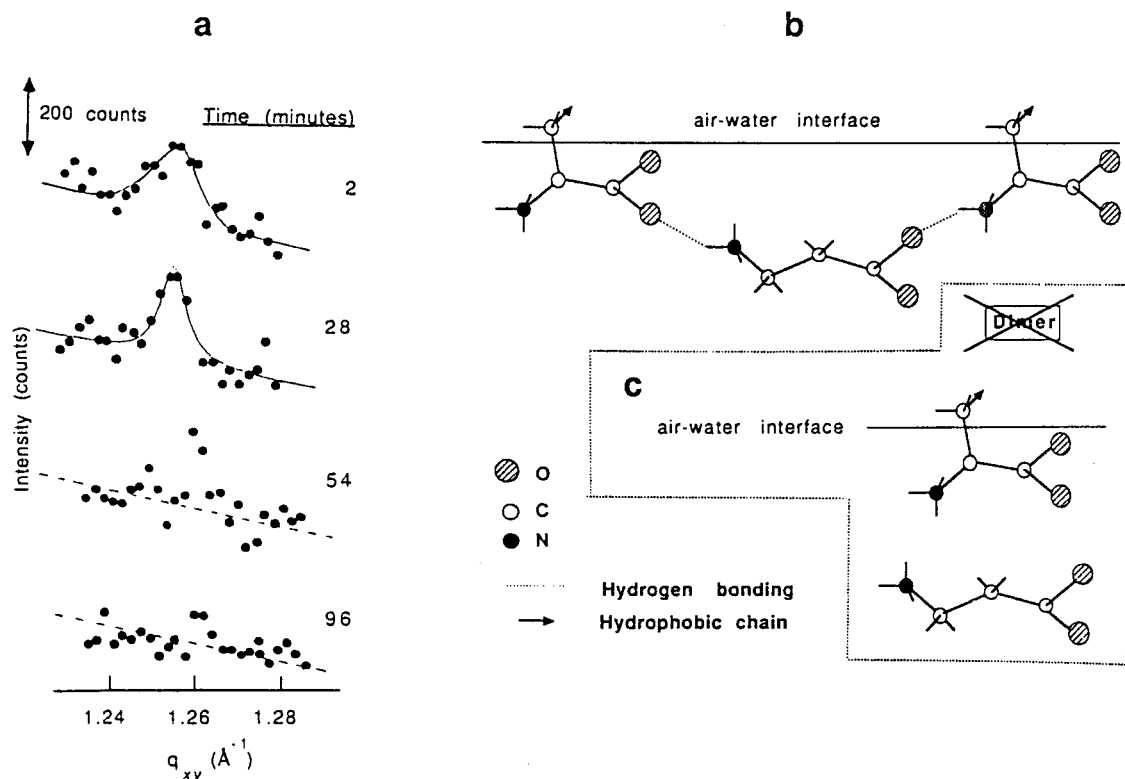 a
200 counts
Time (minutes)
2
28
54
96
Intensity (counts)
1.24
1.26
1.28
q_xy (Å⁻¹)
b
air-water interface
Dimer
c
air-water interface
O
C
N
Hydrogen bonding
Hydrophobic chain